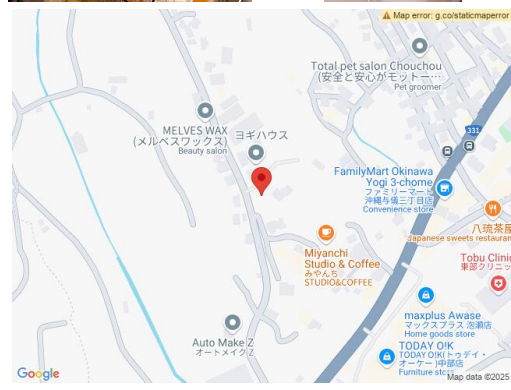 Map error: g.co/staticmaperror
Total pet salon Chouchou
(安全と安心がモットー…
Pet groomer
MELVES WAX
(メルベスワックス)
Beauty salon
ヨギハウス
331
FamilyMart Okinawa
Yogi 3-chome
ファミリーマート
沖縄与儀三丁目店
Convenience store
八琉茶屋
Japanese sweets restaurant
Miyanchi
Studio & Coffee
みやんち
STUDIO&COFFEE
Tobu Clinic
東部クリニッ
maxplus Awase
マックスプラス 泡瀬店
Home goods store
Auto Make Z
オートメイク Z
TODAY O!K
TODAY O!K(トゥデイ・
オーケー )中部店
Furniture store
Google
Map data ©2025